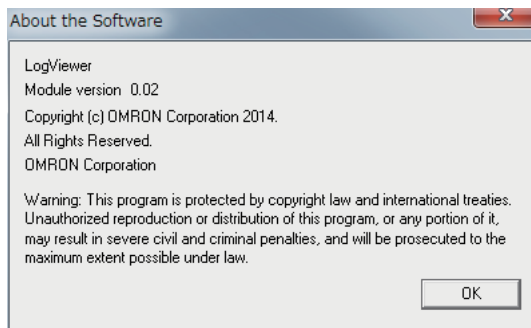 About the Software
LogViewer
Module version  0.02
Copyright (c) OMRON Corporation 2014.
All Rights Reserved.
OMRON Corporation
Warning: This program is protected by copyright law and international treaties.
Unauthorized reproduction or distribution of this program, or any portion of it,
may result in severe civil and criminal penalties, and will be prosecuted to the
maximum extent possible under law.
OK